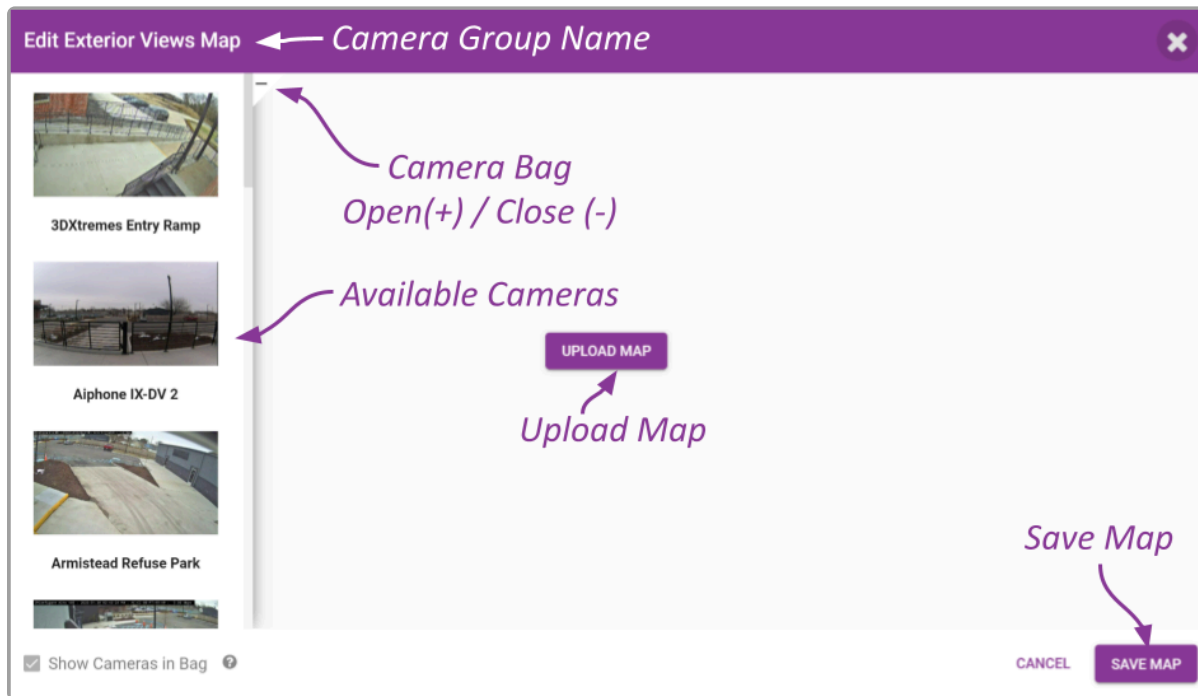 Edit Exterior Views Map
Camera Group Name
Camera Bag
Open(+) / Close (-)
3DXtremes Entry Ramp
Available Cameras
UPLOAD MAP
Aiphone IX-DV 2
Upload Map
Save Map
Armistead Refuse Park
Show Cameras in Bag
CANCEL
SAVE MAP